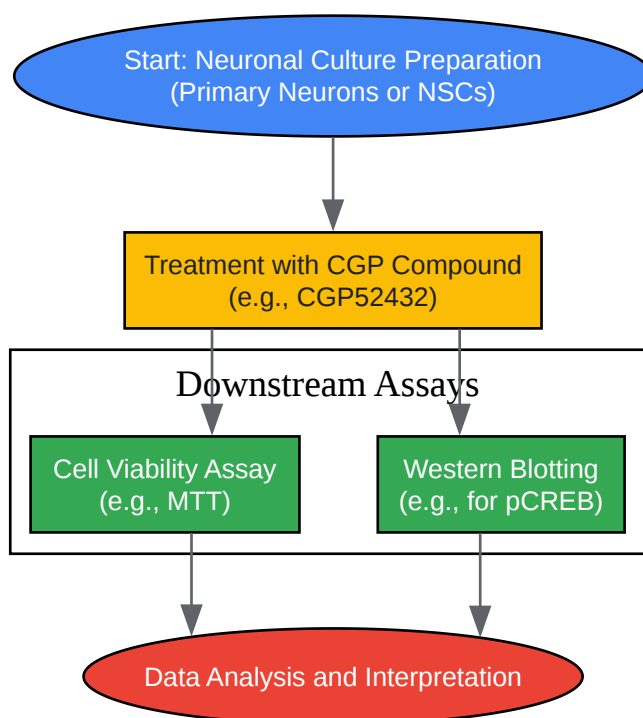 Start: Neuronal Culture Preparation
(Primary Neurons or NSCs)
Treatment with CGP Compound
(e.g., CGP52432)
Downstream Assays
Cell Viability Assay
(e.g., MTT)
Western Blotting
(e.g., for pCREB)
Data Analysis and Interpretation